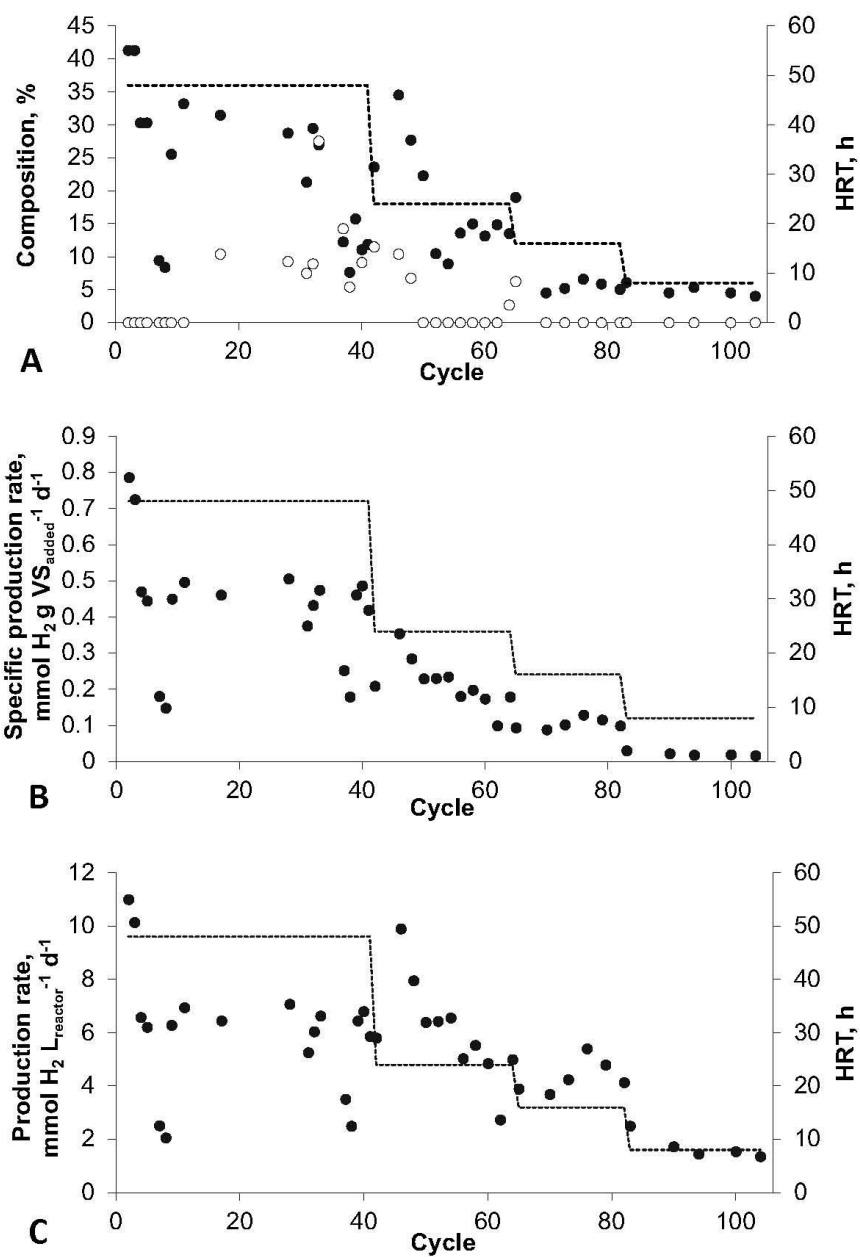 45
40
35
30
25
20
15
10
5
0
Composition, %
60
50
40
30
20
10
0
HRT, h
0 20 40 60 80 100
Cycle
A
0.9
0.8
0.7
0.6
0.5
0.4
0.3
0.2
0.1
0
Specific production rate,
mmol H2 g VSadded-1 d-1
60
50
40
30
20
10
0
HRT, h
0 20 40 60 80 100
Cycle
B
12
10
8
6
4
2
0
Production rate,
mmol H2 Lreactor-1 d-1
60
50
40
30
20
10
0
HRT, h
0 20 40 60 80 100
Cycle
C